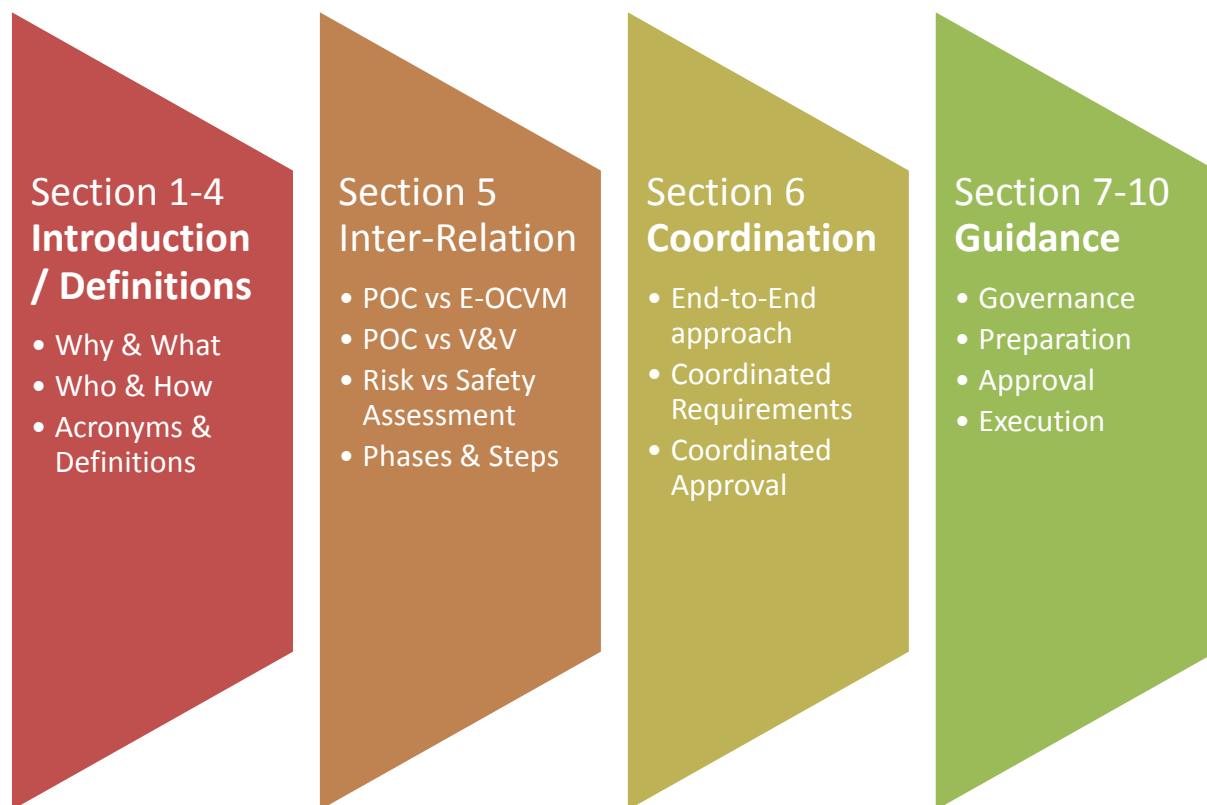 Section 1-4
Introduction
/ Definitions
• Why & What
• Who & How
• Acronyms &
Definitions
Section 5
Inter-Relation
• POC vs E-OCVM
• POC vs V&V
• Risk vs Safety
Assessment
• Phases & Steps
Section 6
Coordination
• End-to-End
approach
• Coordinated
Requirements
• Coordinated
Approval
Section 7-10
Guidance
• Governance
• Preparation
• Approval
• Execution